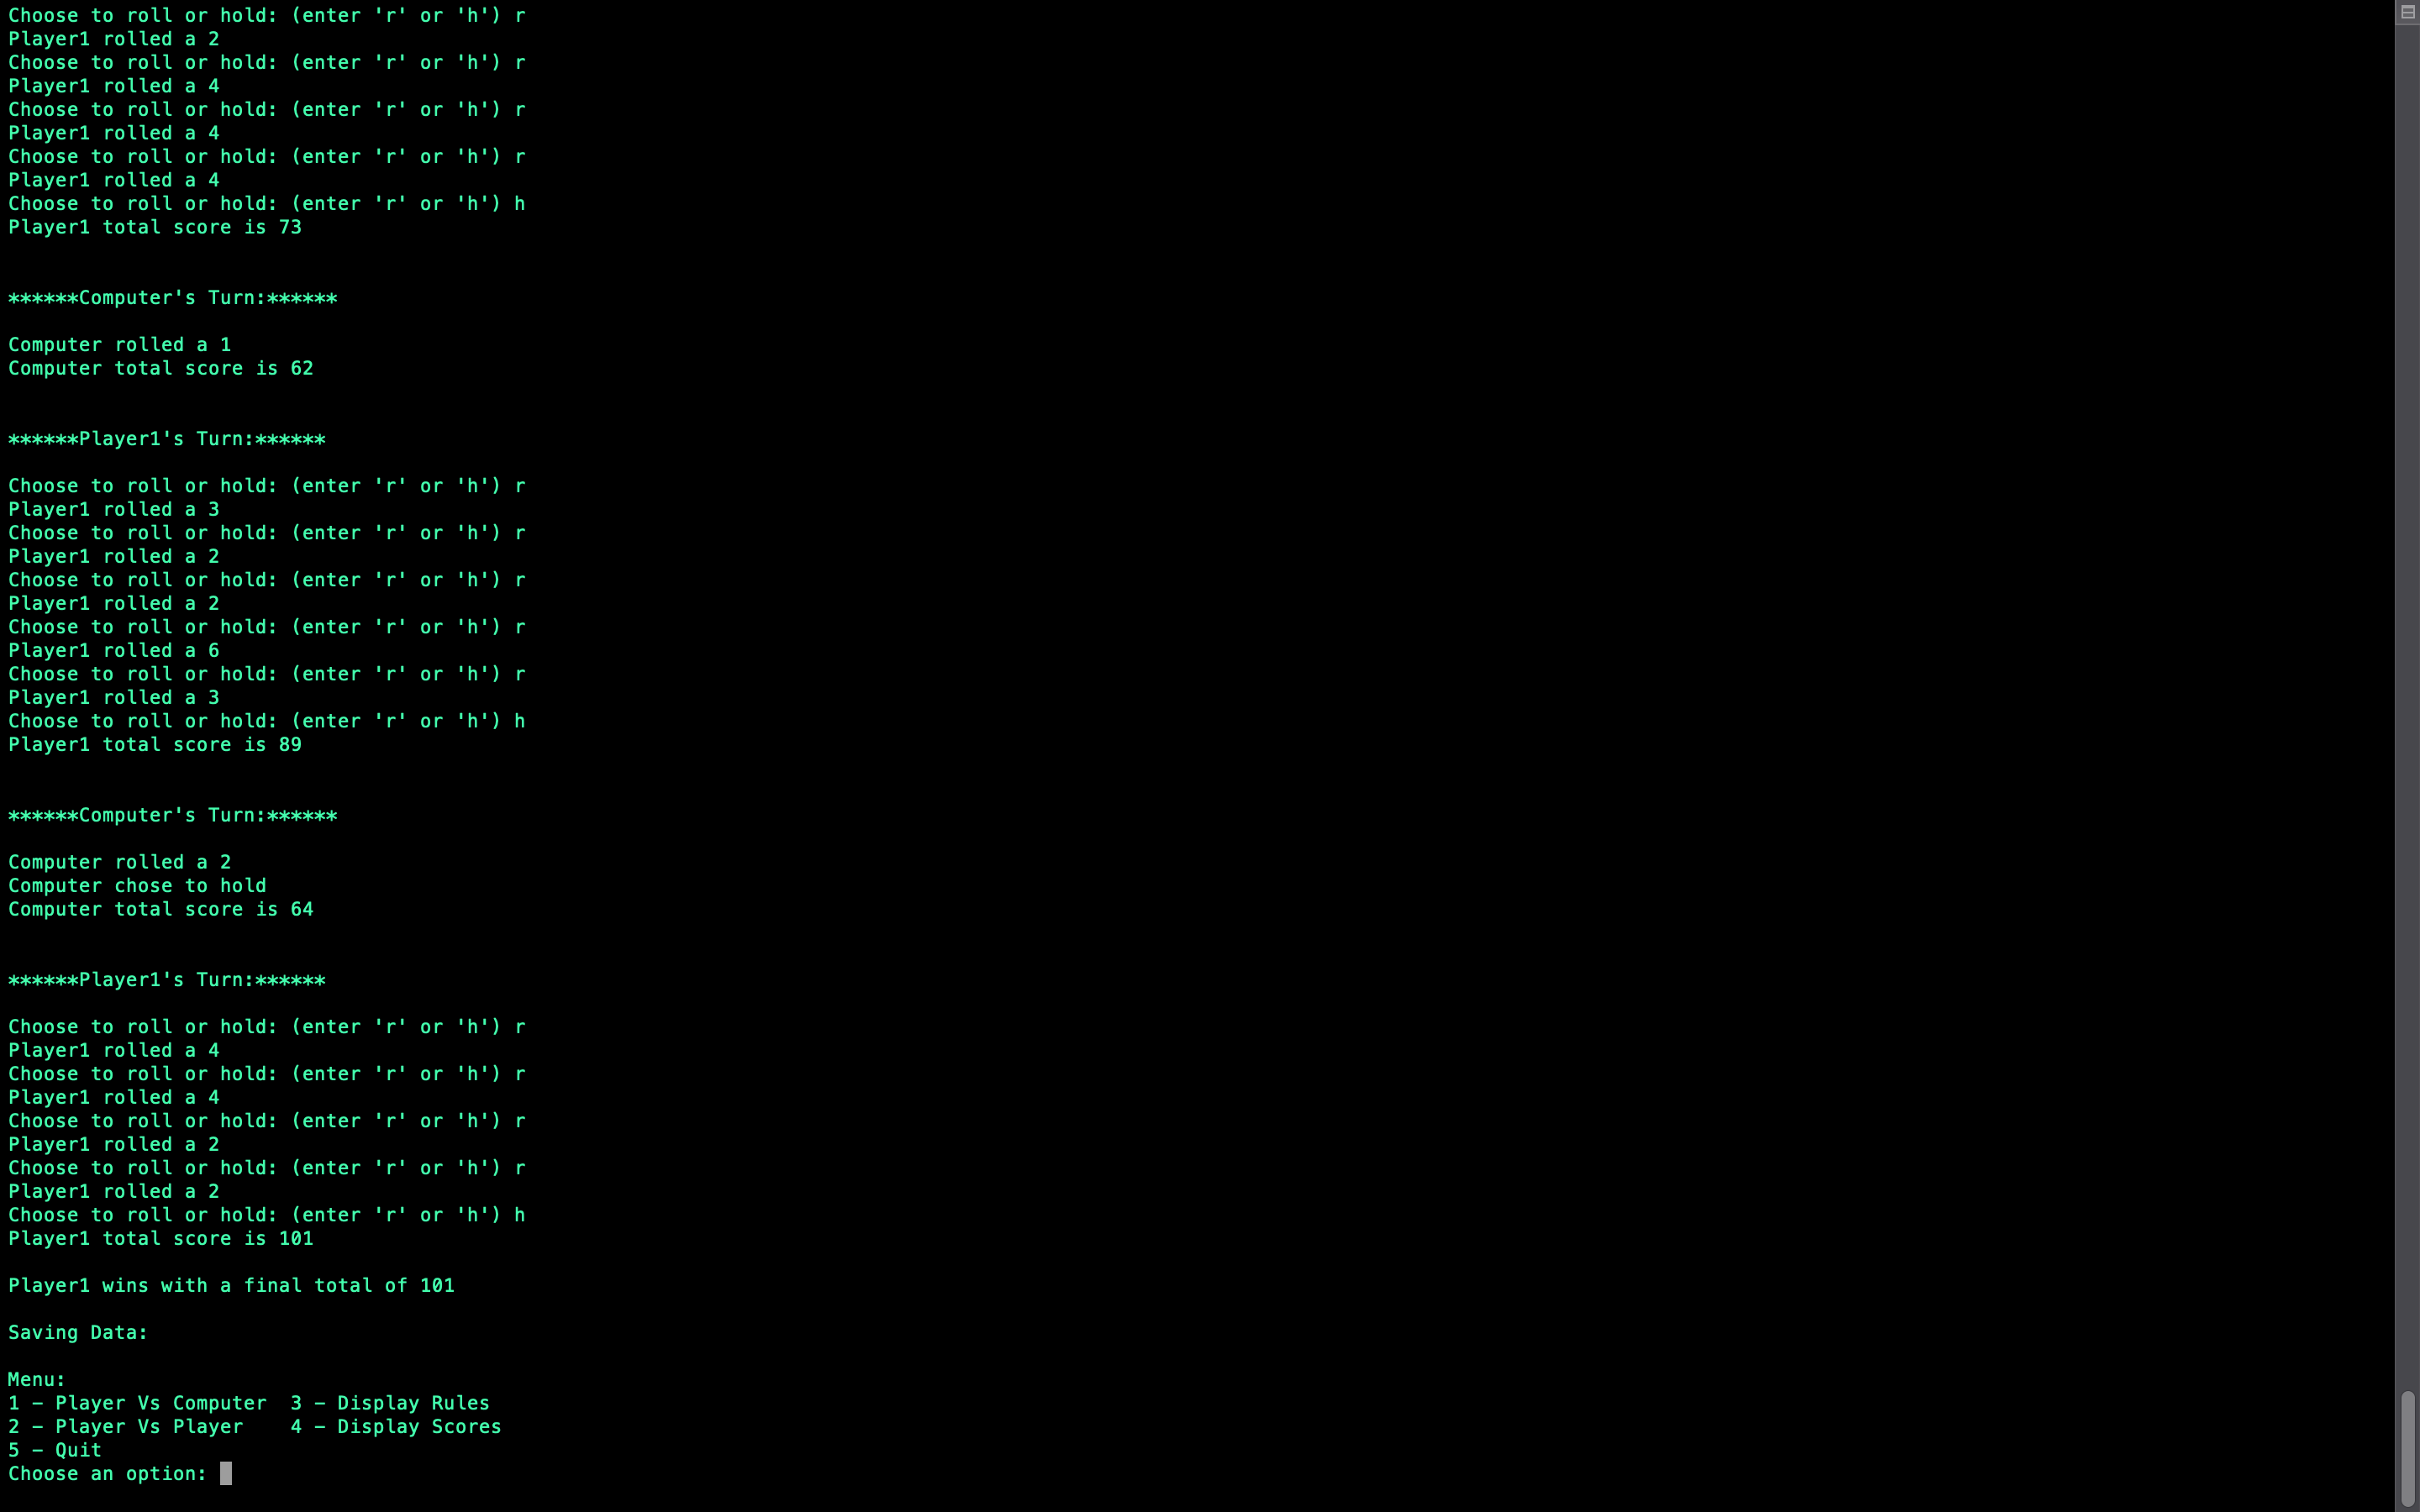 Choose to roll or hold: (enter 'r' or 'h') r
Player1 rolled a 2
Choose to roll or hold: (enter 'r' or 'h') r
Player1 rolled a 4
Choose to roll or hold: (enter 'r' or 'h') r
Player1 rolled a 4
Choose to roll or hold: (enter 'r' or 'h') r
Player1 rolled a 4
Choose to roll or hold: (enter 'r' or 'h') h
Player1 total score is 73
******Computer's Turn:******
Computer rolled a 1
Computer total score is 62
******Player1's Turn:******
Choose to roll or hold: (enter 'r' or 'h') r
Player1 rolled a 3
Choose to roll or hold: (enter 'r' or 'h') r
Player1 rolled a 2
Choose to roll or hold: (enter 'r' or 'h') r
Player1 rolled a 2
Choose to roll or hold: (enter 'r' or 'h') r
Player1 rolled a 6
Choose to roll or hold: (enter 'r' or 'h') r
Player1 rolled a 3
Choose to roll or hold: (enter 'r' or 'h') h
Player1 total score is 89
******Computer's Turn:******
Computer rolled a 2
Computer chose to hold
Computer total score is 64
******Player1's Turn:******
Choose to roll or hold: (enter 'r' or 'h') r
Player1 rolled a 4
Choose to roll or hold: (enter 'r' or 'h') r
Player1 rolled a 4
Choose to roll or hold: (enter 'r' or 'h') r
Player1 rolled a 2
Choose to roll or hold: (enter 'r' or 'h') r
Player1 rolled a 2
Choose to roll or hold: (enter 'r' or 'h') h
Player1 total score is 101
Player1 wins with a final total of 101
Saving Data:
Menu:
1 – Player Vs Computer  3 – Display Rules
2 – Player Vs Player    4 – Display Scores
5 – Quit
Choose an option: